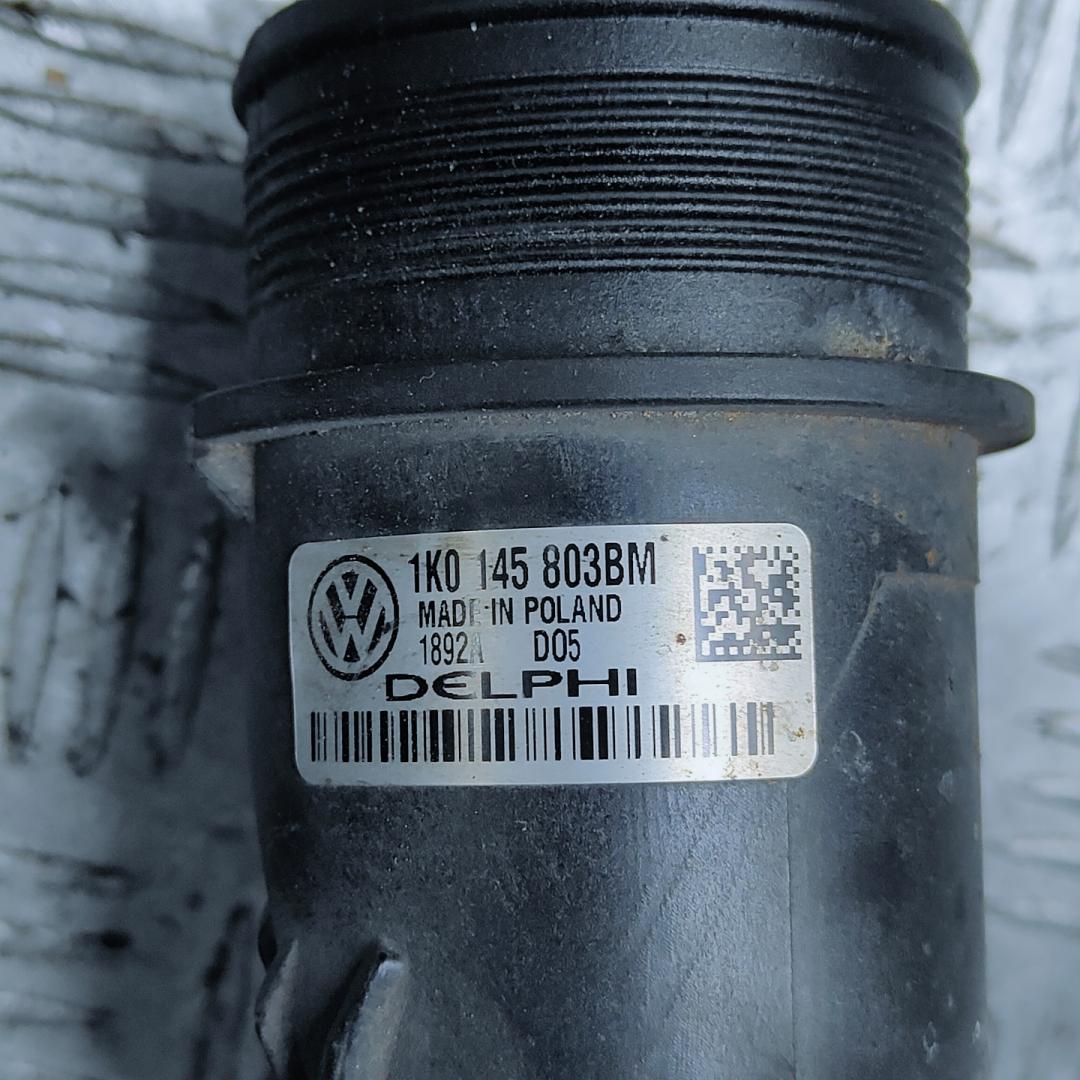 1K0 145 803BM
MADE IN POLAND
1892A D05
DELPHI